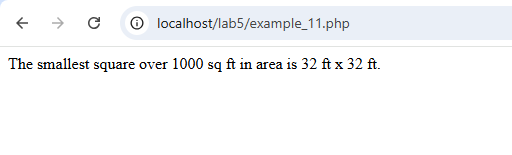 localhost/lab5/example_11.php
The smallest square over 1000 sq ft in area is 32 ft x 32 ft.